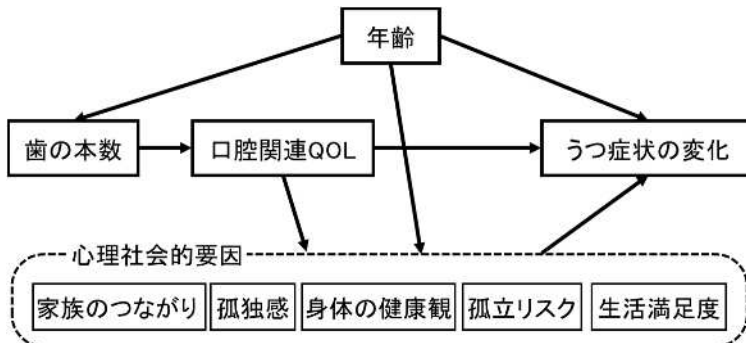 年齢
歯の本数
口腔関連QOL
うつ症状の変化
心理社会的要因
家族のつながり
孤独感
身体の健康観
孤立リスク
生活満足度